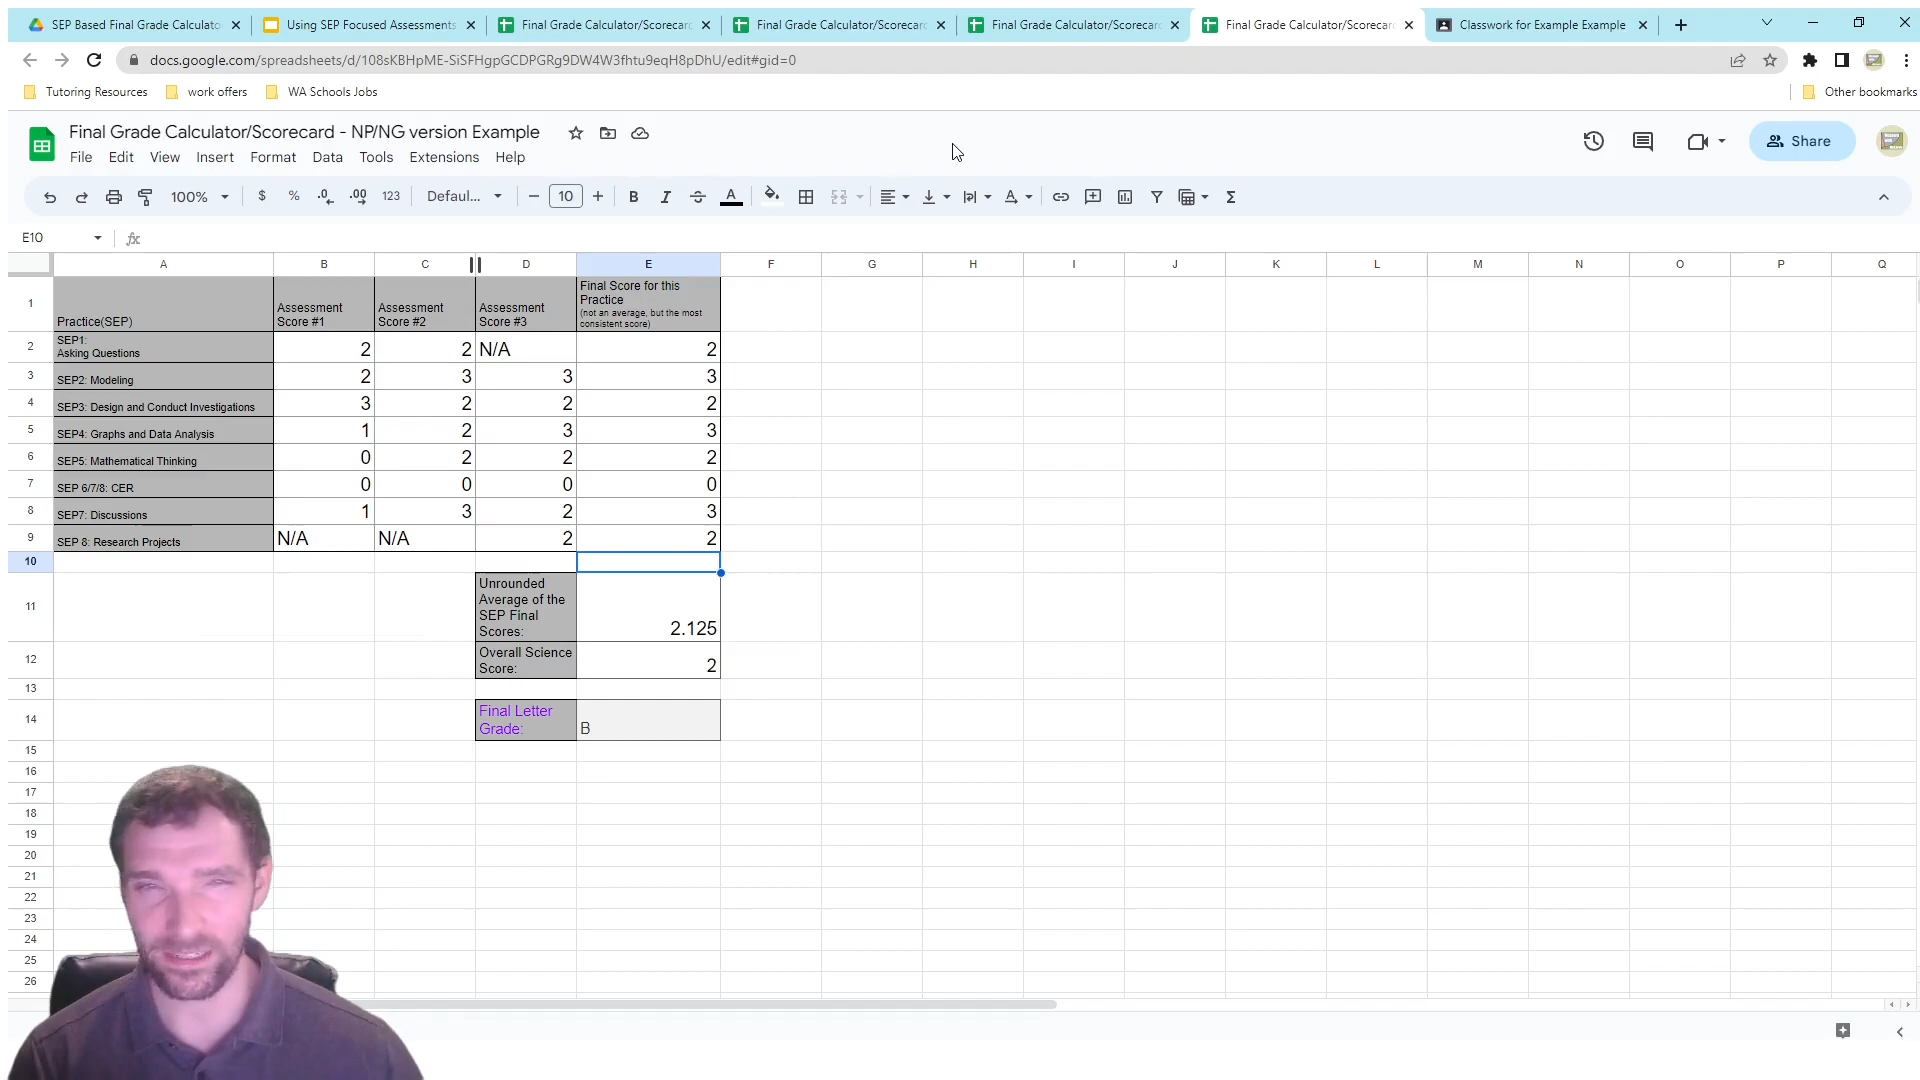 SEP Based Final Grade Calculato
Using SEP Focused Assessments
Final Grade Calculator/Scorecar
Final Grade Calculator/Scorecar
Final Grade Calculator/Scorecar
Final Grade Calculator/Scorecar
Classwork for Example Example
docs.google.com/spreadsheets/d/108sKBHpME-SiSFHgpGCDPGRg9DW4W3fhtu9eqH8pDhU/edit#gid=0
Tutoring Resources
work offers
WA Schools Jobs
Other bookmarks
Final Grade Calculator/Scorecard - NP/NG version Example
File Edit View Insert Format Data Tools Extensions Help
Share
100% $ % .0 .00 123 Defaul... 10 B I S A
E10 fx
A B C D E F G H I J K L M N O P Q
1 Practice(SEP) Assessment Score #1 Assessment Score #2 Assessment Score #3 Final Score for this Practice (not an average, but the most consistent score)
2 SEP1: Asking Questions 2 2 N/A 2
3 SEP2: Modeling 2 3 3 3
4 SEP3: Design and Conduct Investigations 3 2 2 2
5 SEP4: Graphs and Data Analysis 1 2 3 3
6 SEP5: Mathematical Thinking 0 2 2 2
7 SEP 6/7/8: CER 0 0 0 0
8 SEP7: Discussions 1 3 2 3
9 SEP 8: Research Projects N/A N/A 2 2
10
11 Unrounded Average of the SEP Final Scores: 2.125
12 Overall Science Score: 2
13
14 Final Letter Grade: B
15
16
17
18
19
20
21
22
23
24
25
26